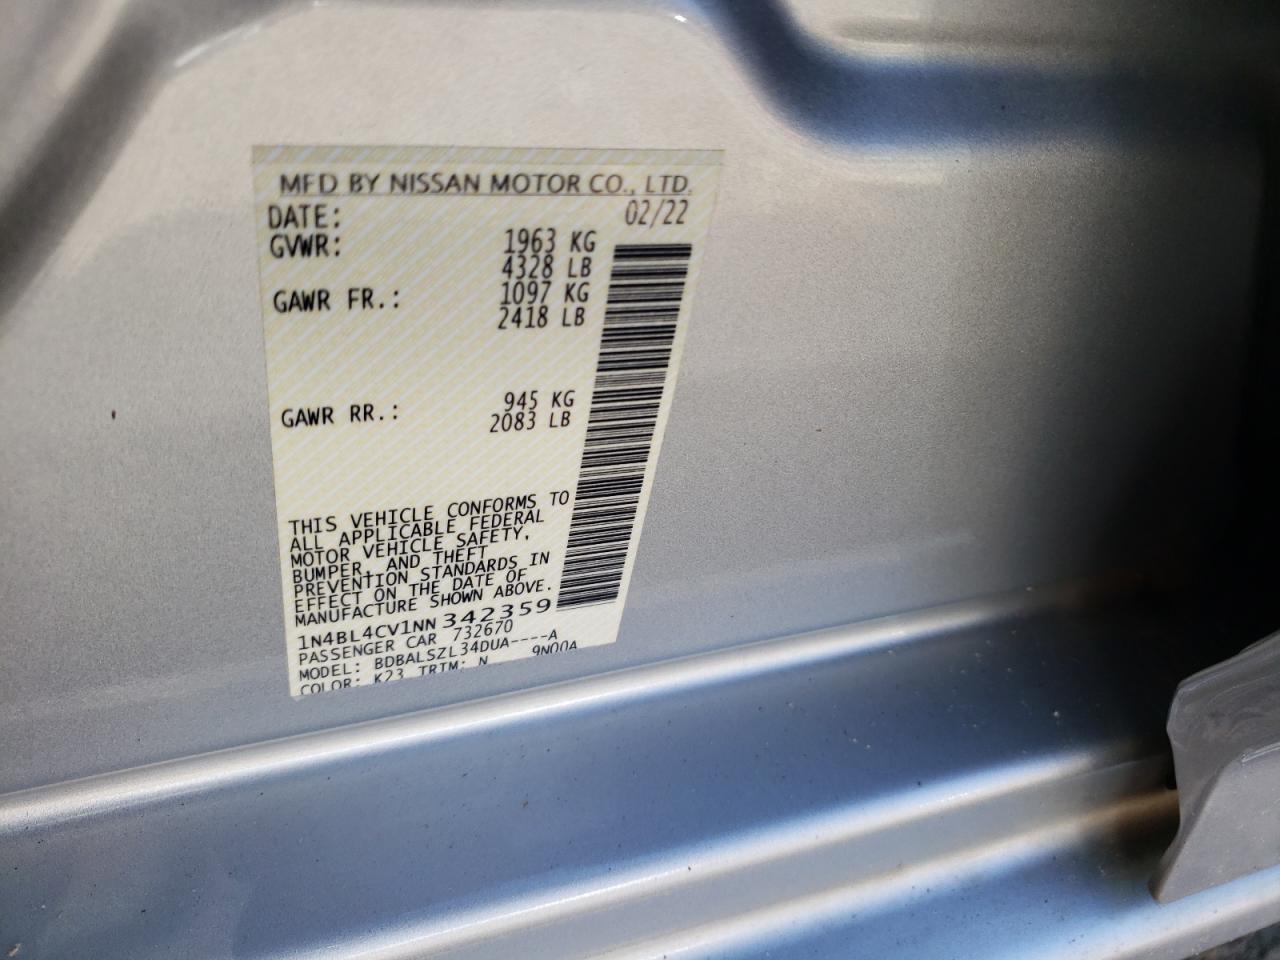 MFD BY NISSAN MOTOR CO., LTD.
DATE: 02/22
GVWR: 1963 KG
4328 LB
GAWR FR.: 1097 KG
2418 LB
GAWR RR.: 945 KG
2083 LB
THIS VEHICLE CONFORMS TO
ALL APPLICABLE FEDERAL
MOTOR VEHICLE SAFETY,
BUMPER, AND THEFT
PREVENTION STANDARDS IN
EFFECT ON THE DATE OF
MANUFACTURE SHOWN ABOVE.
1N4BL4CV1NN342359
PASSENGER CAR 732670
MODEL: BDBALSZL34DUA----A
COLOR: K23 TRIM: N 9N00A